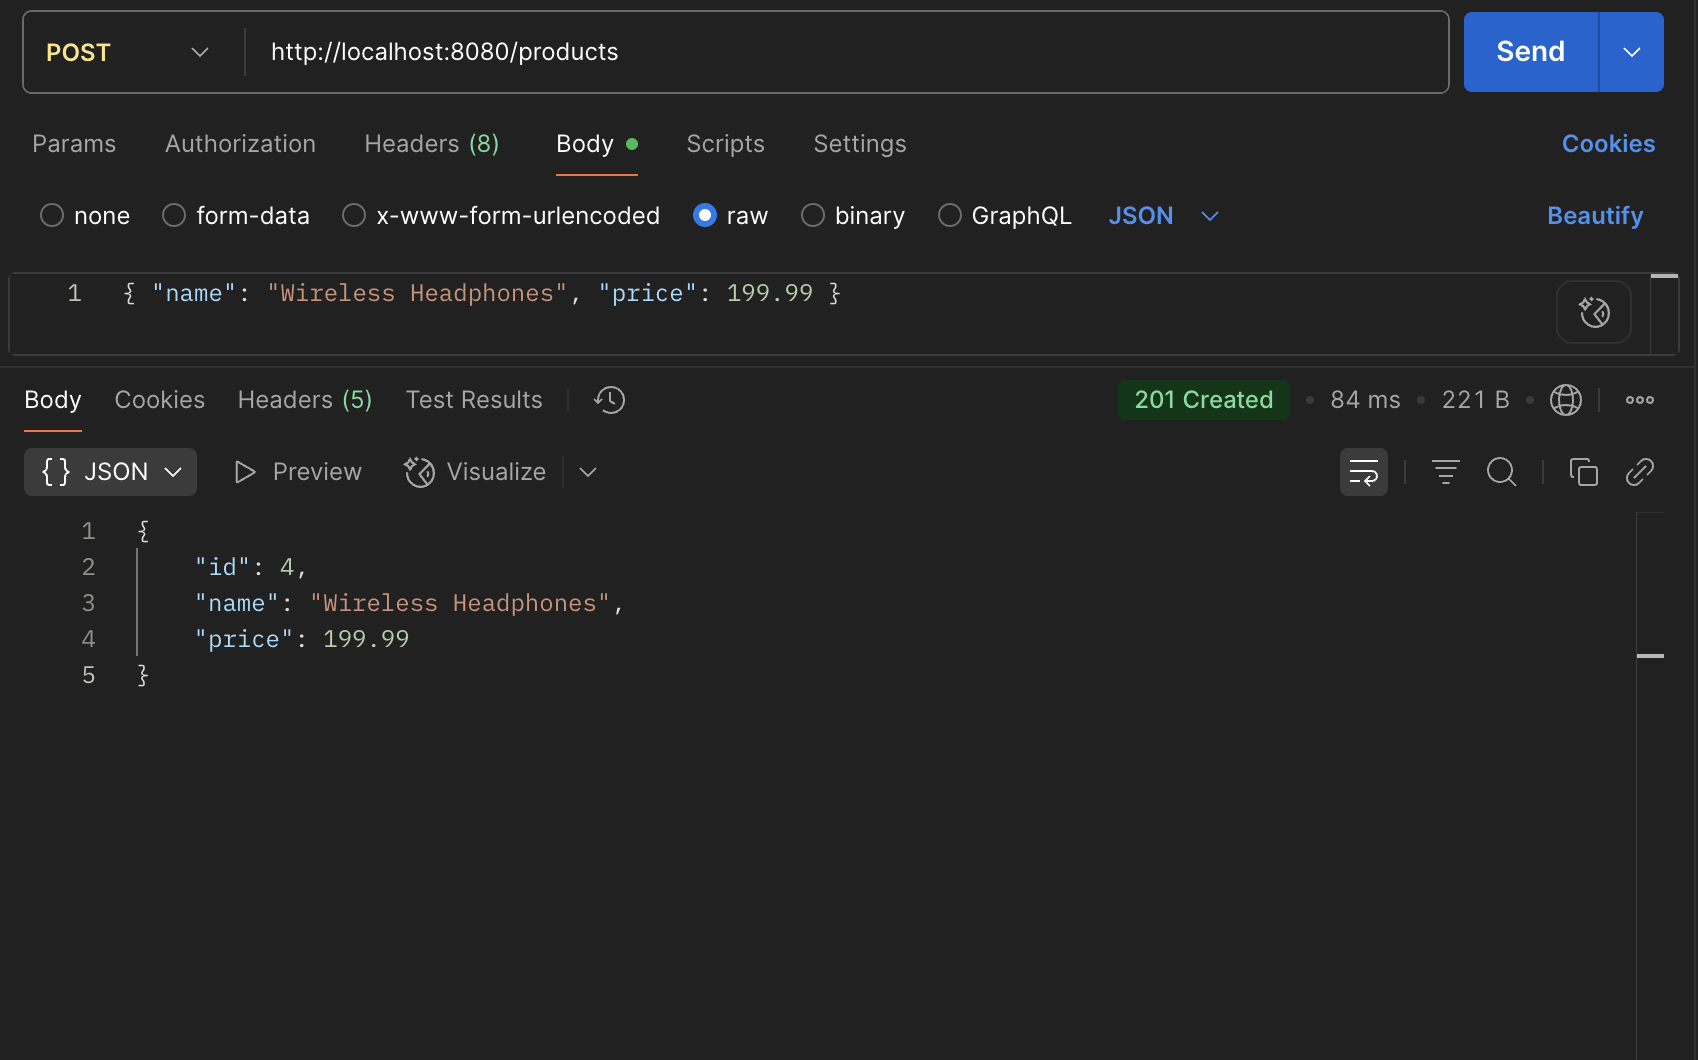 POST http://localhost:8080/products Send
Params Authorization Headers (8) Body Scripts Settings Cookies
none form-data x-www-form-urlencoded raw binary GraphQL JSON Beautify
1 { "name": "Wireless Headphones", "price": 199.99 }
Body Cookies Headers (5) Test Results 201 Created • 84 ms • 221 B •
{} JSON Preview Visualize
1 {
2 "id": 4,
3 "name": "Wireless Headphones",
4 "price": 199.99
5 }